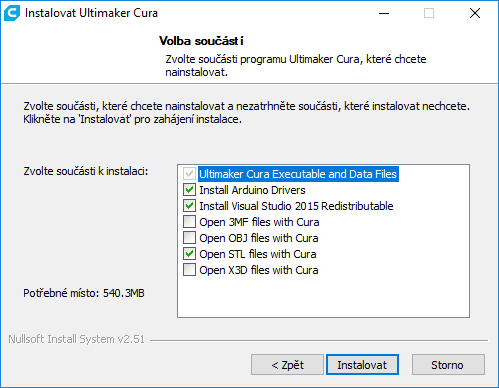 Instalovat Ultimaker Cura
Volba součástí
Zvolte součásti programu Ultimaker Cura, které chcete
nainstalovat.
Zvolte součásti, které chcete nainstalovat a nezatrhněte součásti, které instalovat nechcete.
Klikněte na 'Instalovat' pro zahájení instalace.
Zvolte součásti k instalaci:
Ultimaker Cura Executable and Data Files
Install Arduino Drivers
Install Visual Studio 2015 Redistributable
Open 3MF files with Cura
Open OBJ files with Cura
Open STL files with Cura
Open X3D files with Cura
Potřebné místo: 540.3MB
Nullsoft Install System v2.51
< Zpět
Instalovat
Storno